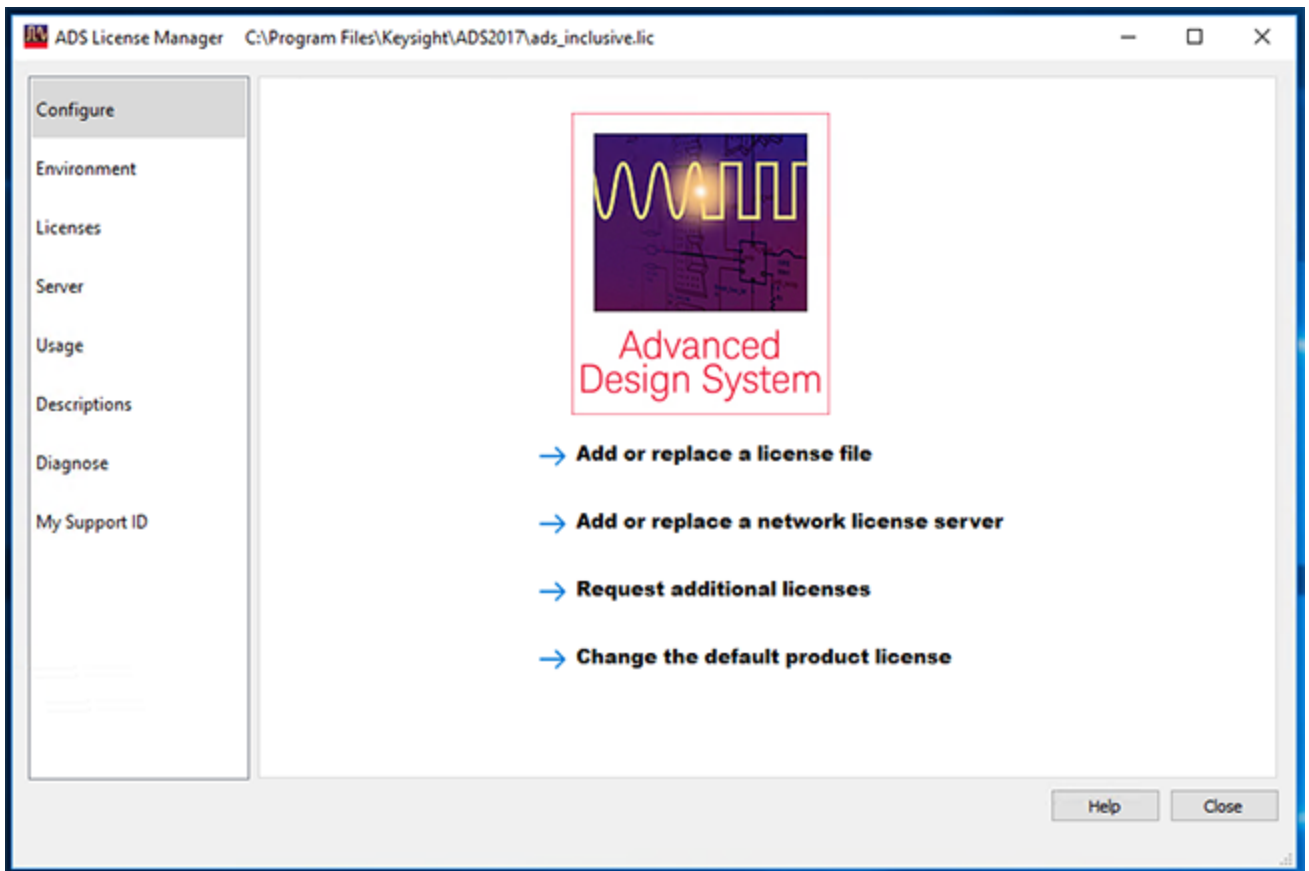 ADS License Manager C:\Program Files\Keysight\ADS2017\ads_inclusive.lic
Configure
Environment
Licenses
Server
Usage
Descriptions
Diagnose
My Support ID
Advanced
Design System
Add or replace a license file
Add or replace a network license server
Request additional licenses
Change the default product license
Help
Close